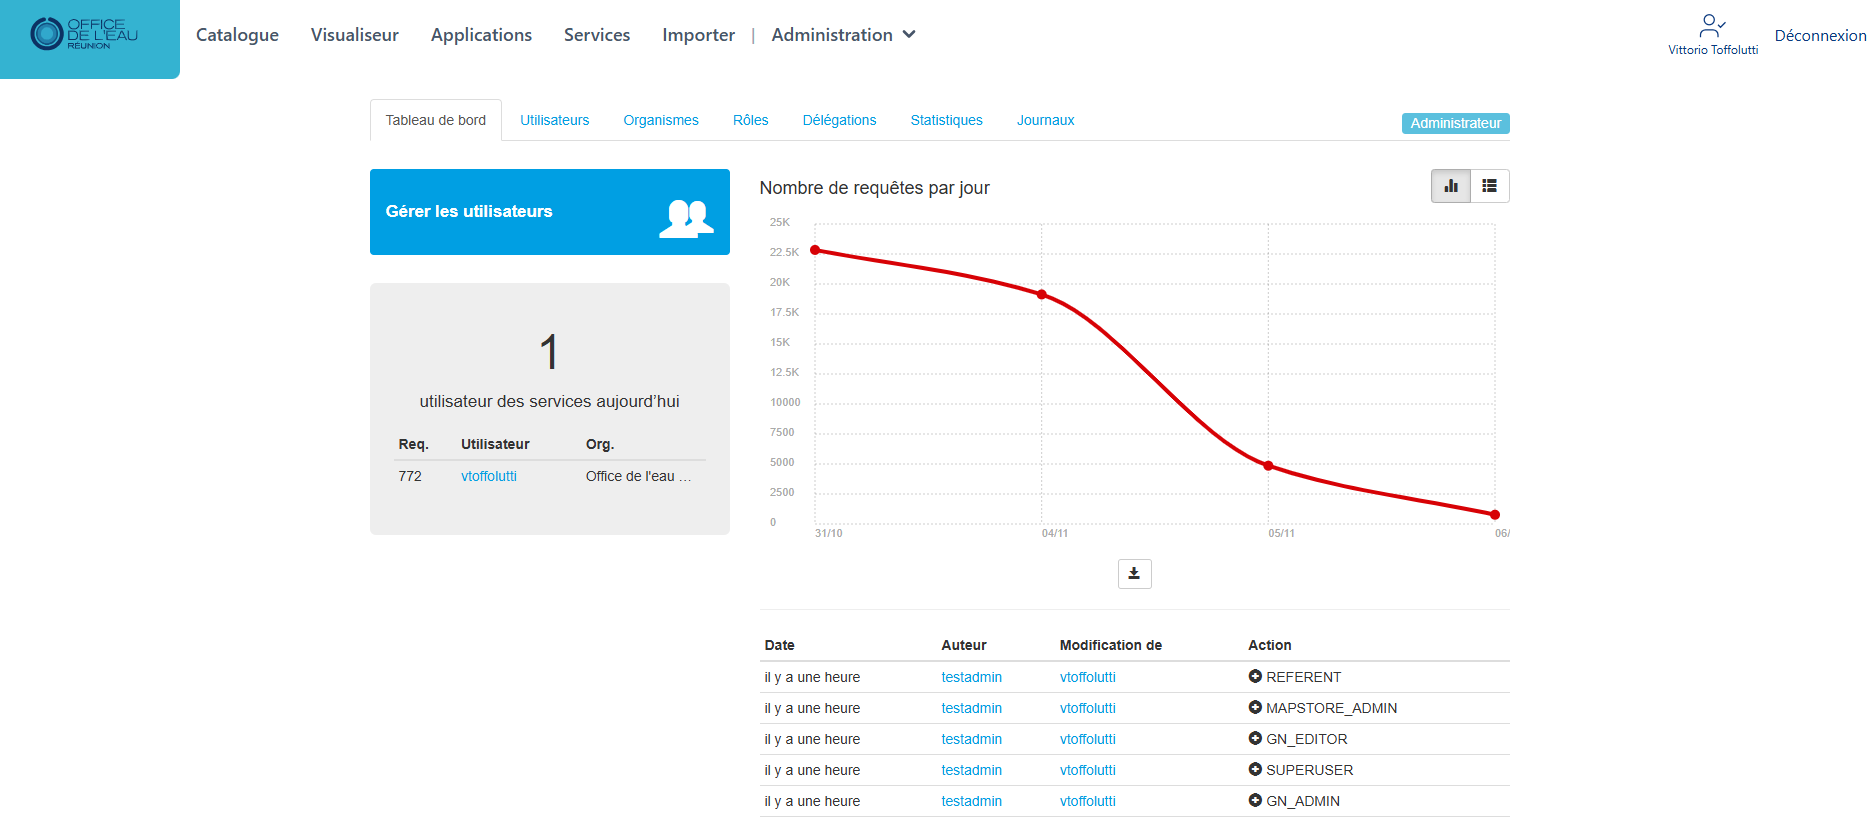 OFFICE
DE L'EAU
RÉUNION
Catalogue Visualiseur Applications Services Importer | Administration
Vittorio Toffolutti
Déconnexion
Tableau de bord Utilisateurs Organismes Rôles Délégations Statistiques Journaux
Administrateur
Gérer les utilisateurs
1
utilisateur des services aujourd'hui
Req. Utilisateur Org.
772 vtoffolutti Office de l'eau ...
Nombre de requêtes par jour
25K
22.5K
20K
17.5K
15K
12.5K
10000
7500
5000
2500
0
31/10 04/11 05/11 06/
Date Auteur Modification de Action
il y a une heure testadmin vtoffolutti REFERENT
il y a une heure testadmin vtoffolutti MAPSTORE_ADMIN
il y a une heure testadmin vtoffolutti GN_EDITOR
il y a une heure testadmin vtoffolutti SUPERUSER
il y a une heure testadmin vtoffolutti GN_ADMIN